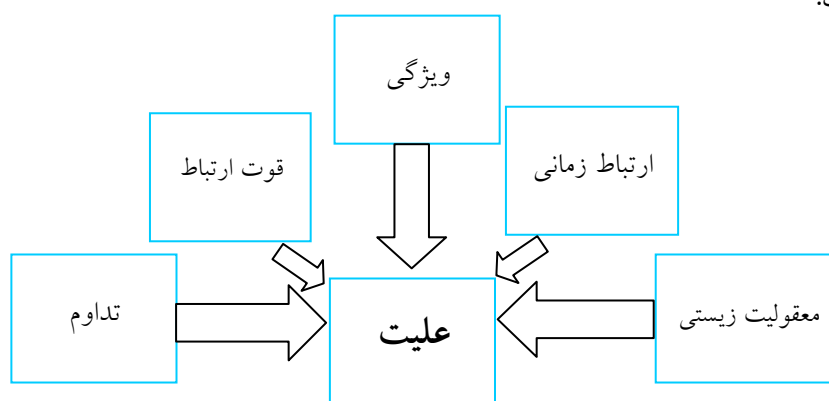 ویژگی
ارتباط زمانی
قوت ارتباط
معقولیت زیستی
علیت
تداوم